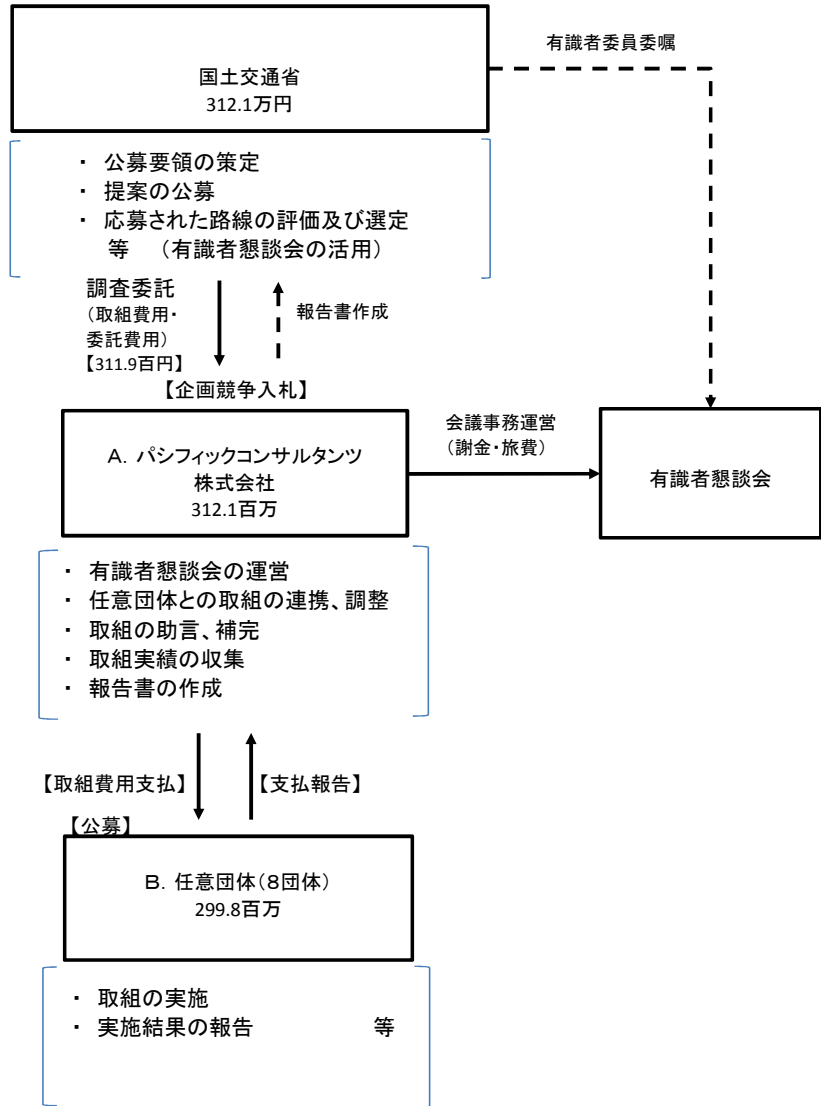 国土交通省
312.1万円
有識者委員委嘱
・ 公募要領の策定
・ 提案の公募
・ 応募された路線の評価及び選定
等 （有識者懇談会の活用）
調査委託
（取組費用・
委託費用）
【311.9百円】
報告書作成
【企画競争入札】
A. パシフィックコンサルタンツ
株式会社
312.1百万
会議事務運営
（謝金・旅費）
有識者懇談会
・ 有識者懇談会の運営
・ 任意団体との取組の連携、調整
・ 取組の助言、補完
・ 取組実績の収集
・ 報告書の作成
【取組費用支払】
【支払報告】
【公募】
B. 任意団体（８団体）
299.8百万
・ 取組の実施
・ 実施結果の報告 等